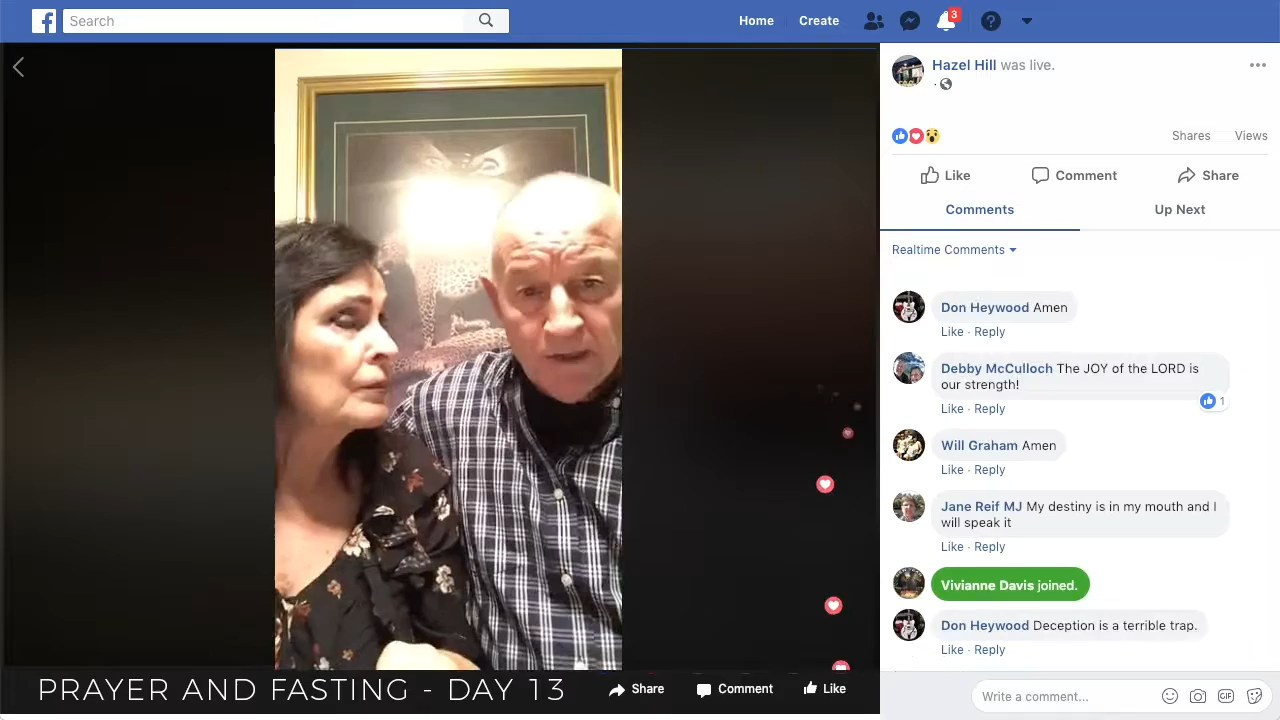 Search
Home
Create
3
Hazel Hill was live.
Shares
Views
Like
Comment
Share
Comments
Up Next
Realtime Comments
Don Heywood Amen
Like · Reply
Debby McCulloch The JOY of the LORD is
our strength!
1
Like · Reply
Will Graham Amen
Like · Reply
Jane Reif MJ My destiny is in my mouth and I
will speak it
Like · Reply
Vivianne Davis joined.
Don Heywood Deception is a terrible trap.
Like · Reply
PRAYER AND FASTING - DAY 13
Share
Comment
Like
Write a comment...
GIF